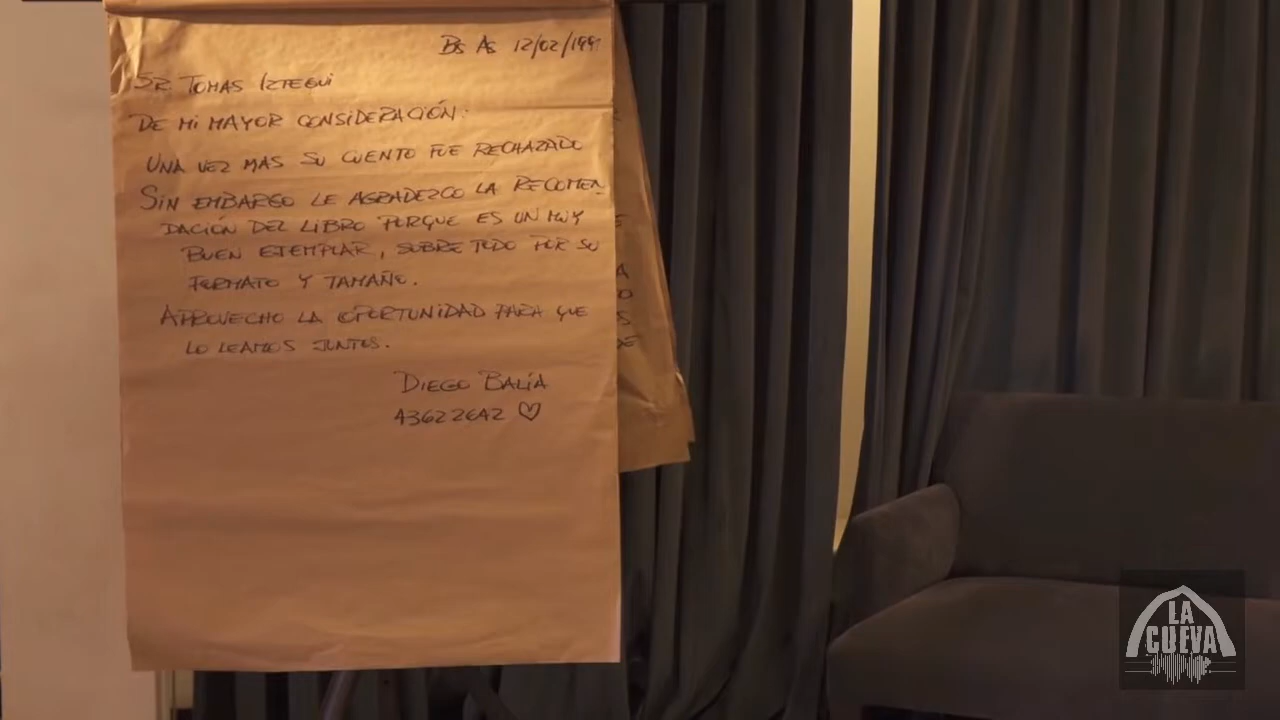 Bs As 12/02/1991
Sr. TOMAS IZTEGUI
DE Mi MAYOR CONSIDERACIÓN:
UNA VEZ MAS SU CUENTO FUE RECHAZADO
SIN EMBARGO LE AGRADEZCO LA RECOMEN
DACIÓN DEL LIBRO PORQUE ES UN MUY
BUEN EJEMPLAR, SOBRE TODO POR SU
FORMATO Y TAMAÑO.
APROVECHO LA OPORTUNIDAD PARA QUE
LO LEAMOS JUNTOS.
DIEGO BALÍA
43622642 ♡
LA
CUEVA